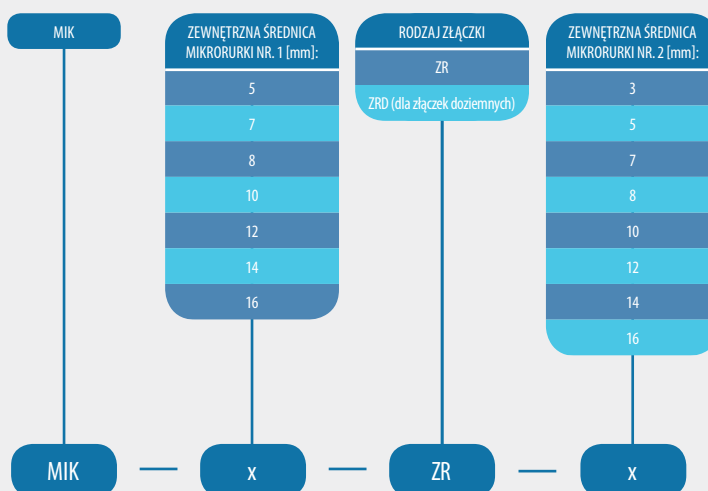 MIK
ZEWNĘTRZNA ŚREDNICA
MIKRORURKI NR. 1 [mm]:
5
7
8
10
12
14
16
RODZAJ ZŁĄCZKI
ZR
ZRD (dla złączek doziemnych)
ZEWNĘTRZNA ŚREDNICA
MIKRORURKI NR. 2 [mm]:
3
5
7
8
10
12
14
16
MIK — x — ZR — x